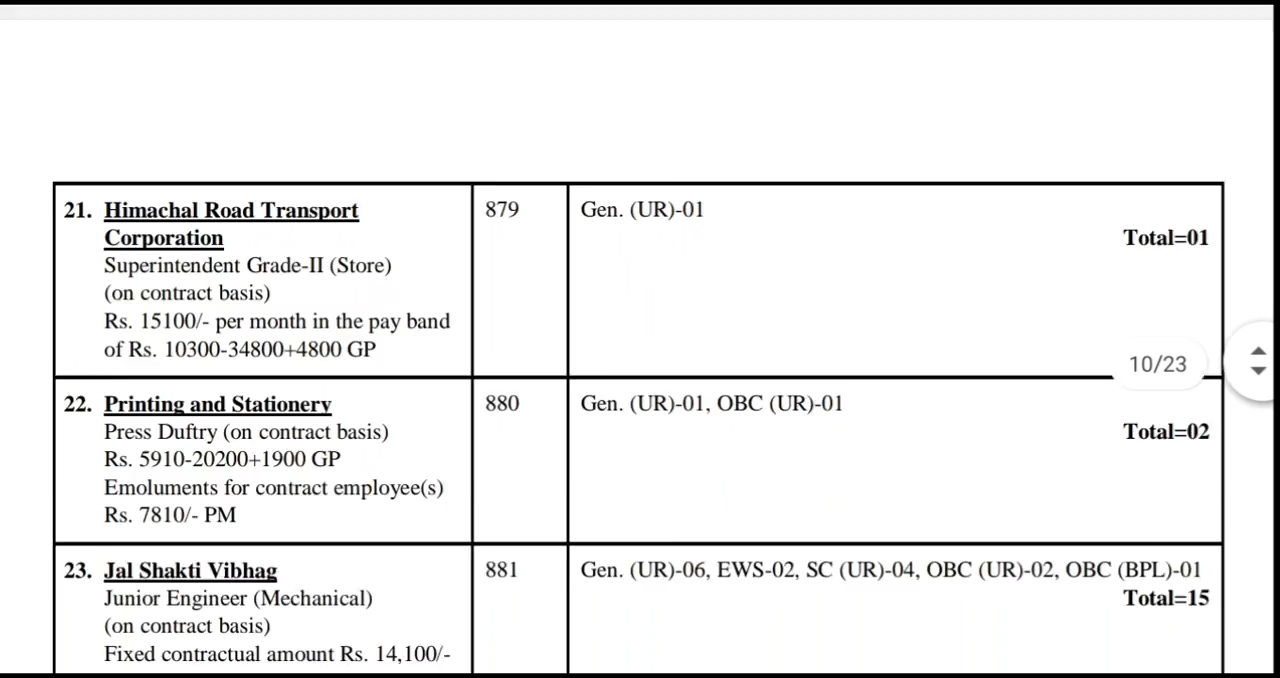 21. Himachal Road Transport
Corporation
Superintendent Grade-II (Store)
(on contract basis)
Rs. 15100/- per month in the pay band
of Rs. 10300-34800+4800 GP
879
Gen. (UR)-01
Total=01
10/23
22. Printing and Stationery
Press Duftry (on contract basis)
Rs. 5910-20200+1900 GP
Emoluments for contract employee(s)
Rs. 7810/- PM
880
Gen. (UR)-01, OBC (UR)-01
Total=02
23. Jal Shakti Vibhag
Junior Engineer (Mechanical)
(on contract basis)
Fixed contractual amount Rs. 14,100/-
881
Gen. (UR)-06, EWS-02, SC (UR)-04, OBC (UR)-02, OBC (BPL)-01
Total=15